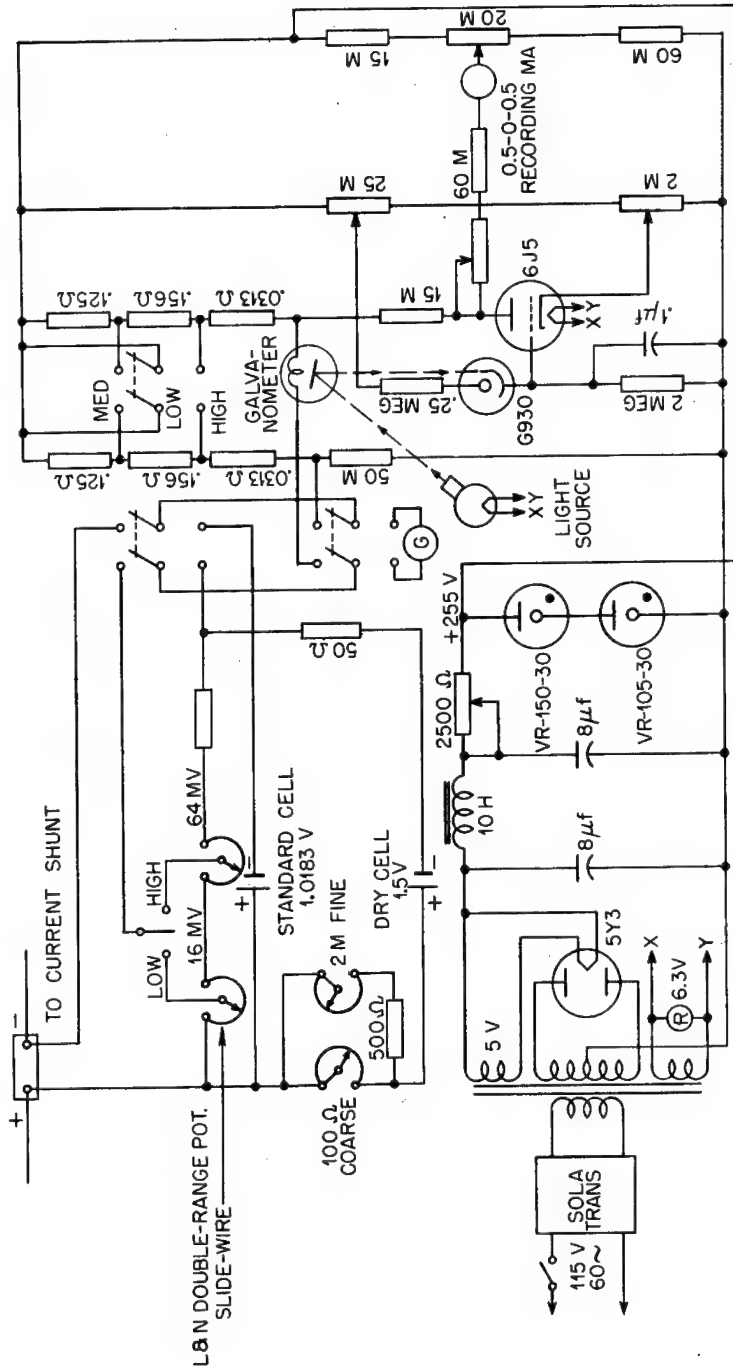 +
−
TO CURRENT SHUNT
L&N DOUBLE-RANGE POT.
SLIDE-WIRE
LOW
HIGH
16 MV
64 MV
STANDARD CELL
1.0183 V
+
−
100 Ω
COARSE
2 M FINE
500 Ω
DRY CELL
1.5 V
+
−
50 Ω
.125 Ω
.156 Ω
.0313 Ω
MED
LOW
HIGH
.125 Ω
.156 Ω
.0313 Ω
GALVA-
NOMETER
G
50 M
LIGHT
SOURCE
XY
.25 MEG
G930
2 MEG
.1 μf
15 M
6J5
X Y
25 M
2 M
60 M
0.5-0-0.5
RECORDING MA
15 M
20 M
60 M
115 V
60~
SOLA
TRANS
5 V
5Y3
R
6.3 V
X
Y
10 H
8 μf
8 μf
2500 Ω
+255 V
VR-150-30
VR-105-30